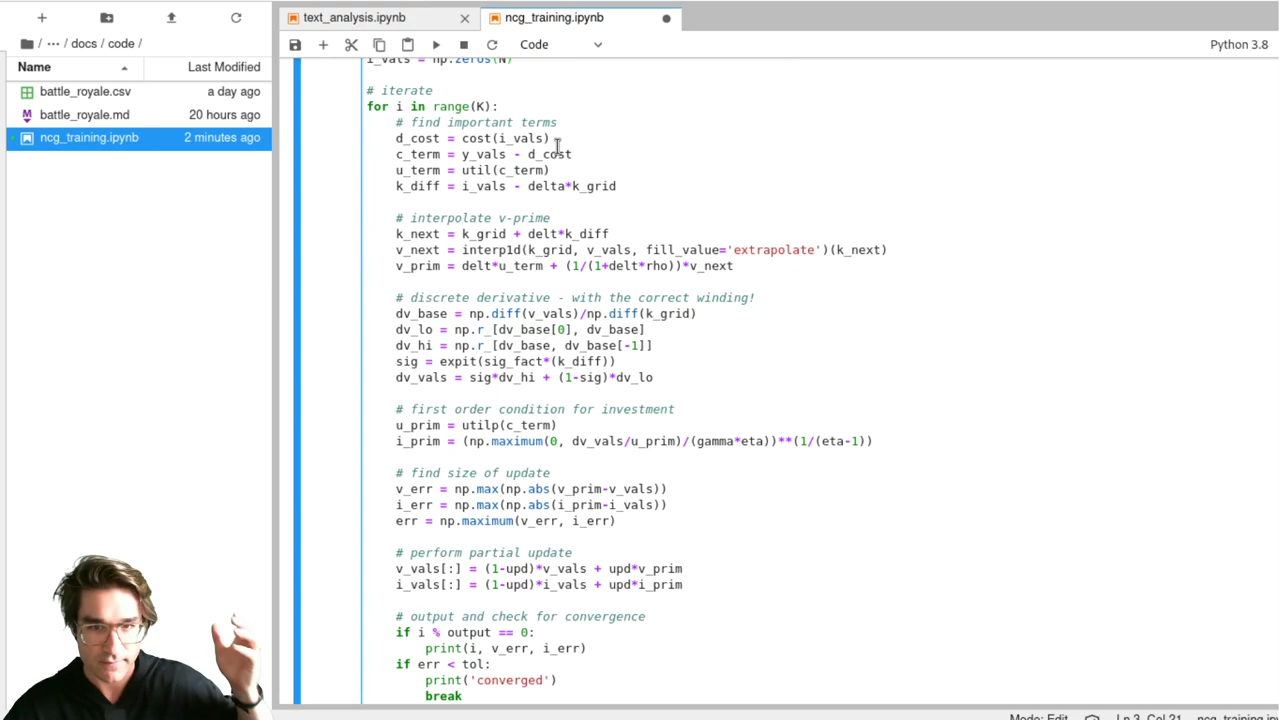 text_analysis.ipynb
ncg_training.ipynb
/ ··· / docs / code /
Code
Python 3.8
Name
Last Modified
battle_royale.csv
a day ago
battle_royale.md
20 hours ago
ncg_training.ipynb
2 minutes ago
i_vals = np.zeros(N)
# iterate
for i in range(K):
# find important terms
d_cost = cost(i_vals)
c_term = y_vals - d_cost
u_term = util(c_term)
k_diff = i_vals - delta*k_grid
# interpolate v-prime
k_next = k_grid + delt*k_diff
v_next = interp1d(k_grid, v_vals, fill_value='extrapolate')(k_next)
v_prim = delt*u_term + (1/(1+delt*rho))*v_next
# discrete derivative - with the correct winding!
dv_base = np.diff(v_vals)/np.diff(k_grid)
dv_lo = np.r_[dv_base[0], dv_base]
dv_hi = np.r_[dv_base, dv_base[-1]]
sig = expit(sig_fact*(k_diff))
dv_vals = sig*dv_hi + (1-sig)*dv_lo
# first order condition for investment
u_prim = utilp(c_term)
i_prim = (np.maximum(0, dv_vals/u_prim)/(gamma*eta))**(1/(eta-1))
# find size of update
v_err = np.max(np.abs(v_prim-v_vals))
i_err = np.max(np.abs(i_prim-i_vals))
err = np.maximum(v_err, i_err)
# perform partial update
v_vals[:] = (1-upd)*v_vals + upd*v_prim
i_vals[:] = (1-upd)*i_vals + upd*i_prim
# output and check for convergence
if i % output == 0:
print(i, v_err, i_err)
if err < tol:
print('converged')
break
Mode: Edit
Ln 3, Col 21
ncg_training.ipy